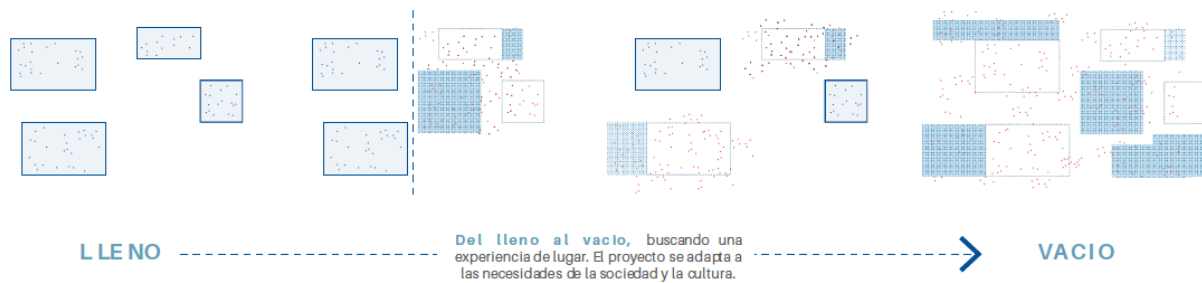 LLENO
Del lleno al vacio, buscando una
experiencia de lugar. El proyecto se adapta a
las necesidades de la sociedad y la cultura.
VACIO